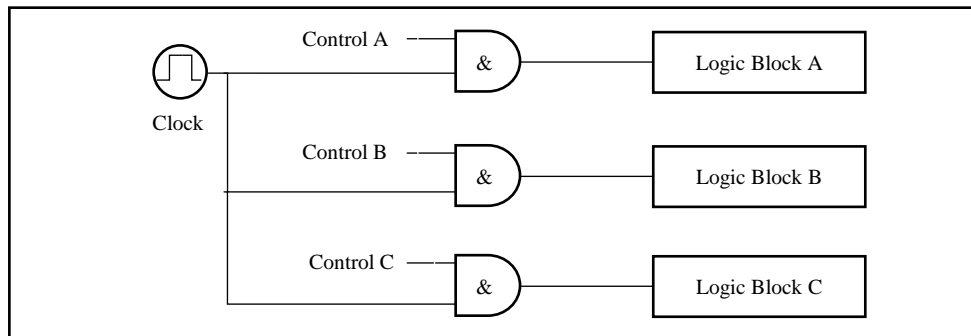 Control A
&
Logic Block A
Clock
Control B
&
Logic Block B
Control C
&
Logic Block C